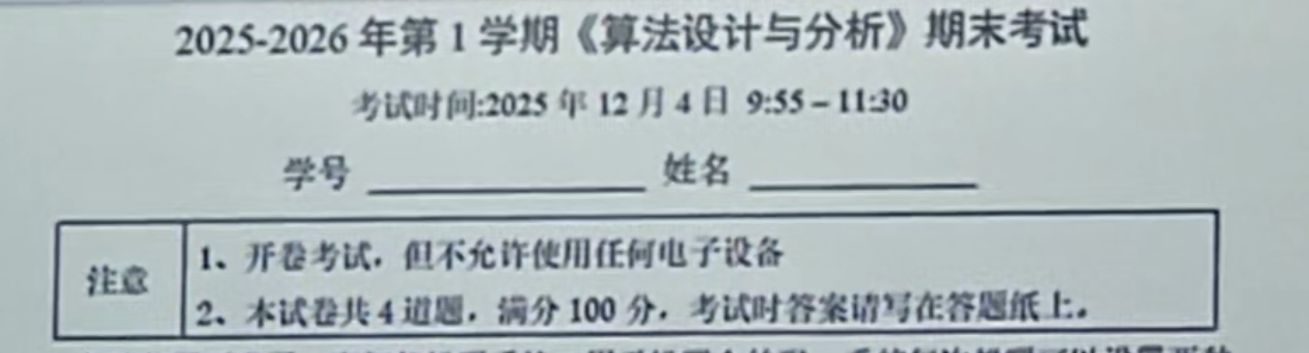 2025-2026 年第 1 学期《算法设计与分析》期末考试
考试时间:2025 年 12 月 4 日 9:55 – 11:30
学号 姓名
注意
1、开卷考试，但不允许使用任何电子设备
2、本试卷共 4 道题，满分 100 分，考试时答案请写在答题纸上。